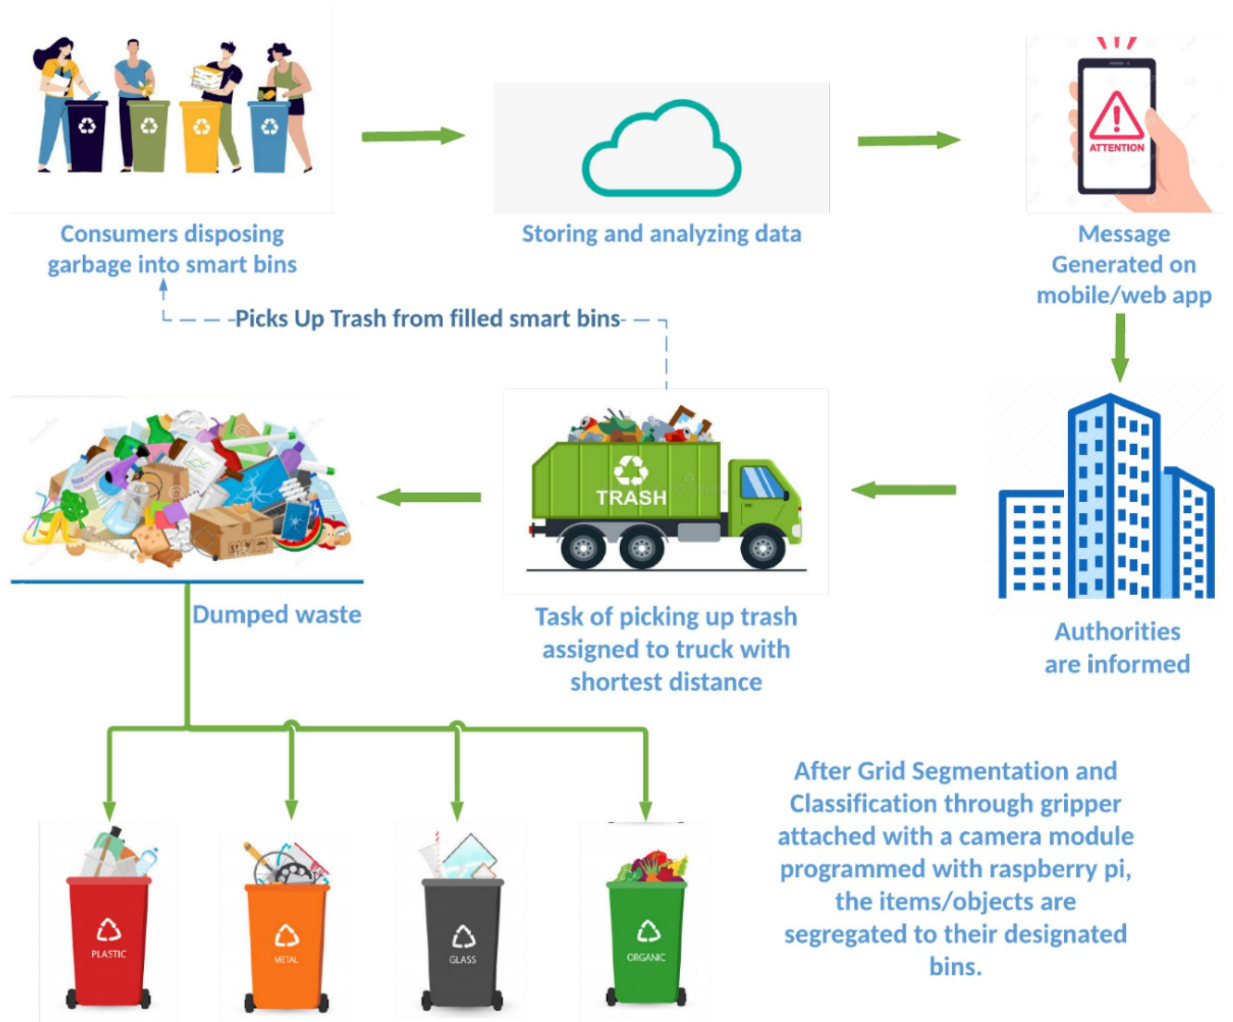 ATTENTION
Consumers disposing
garbage into smart bins
Storing and analyzing data
Message
Generated on
mobile/web app
Picks Up Trash from filled smart bins
TRASH
Dumped waste
Task of picking up trash
assigned to truck with
shortest distance
Authorities
are informed
After Grid Segmentation and
Classification through gripper
attached with a camera module
programmed with raspberry pi,
the items/objects are
segregated to their designated
bins.
PLASTIC
METAL
GLASS
ORGANIC